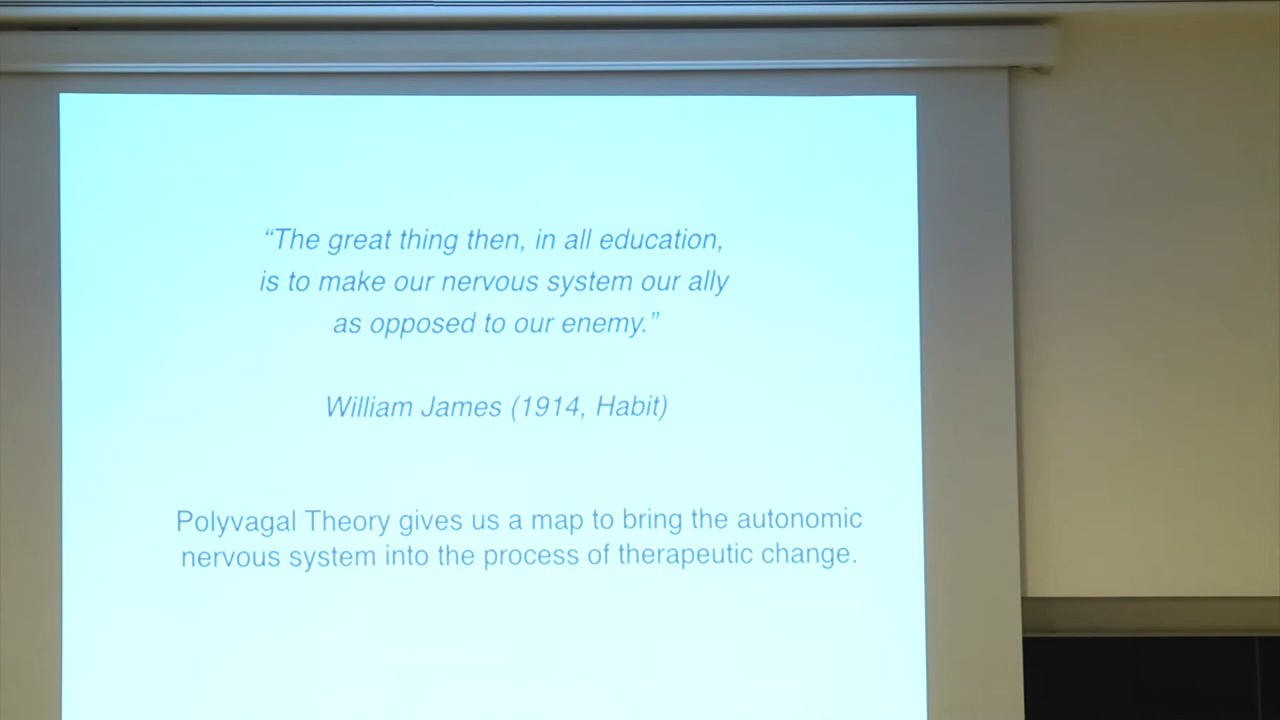 “The great thing then, in all education,
is to make our nervous system our ally
as opposed to our enemy.”
William James (1914, Habit)
Polyvagal Theory gives us a map to bring the autonomic
nervous system into the process of therapeutic change.